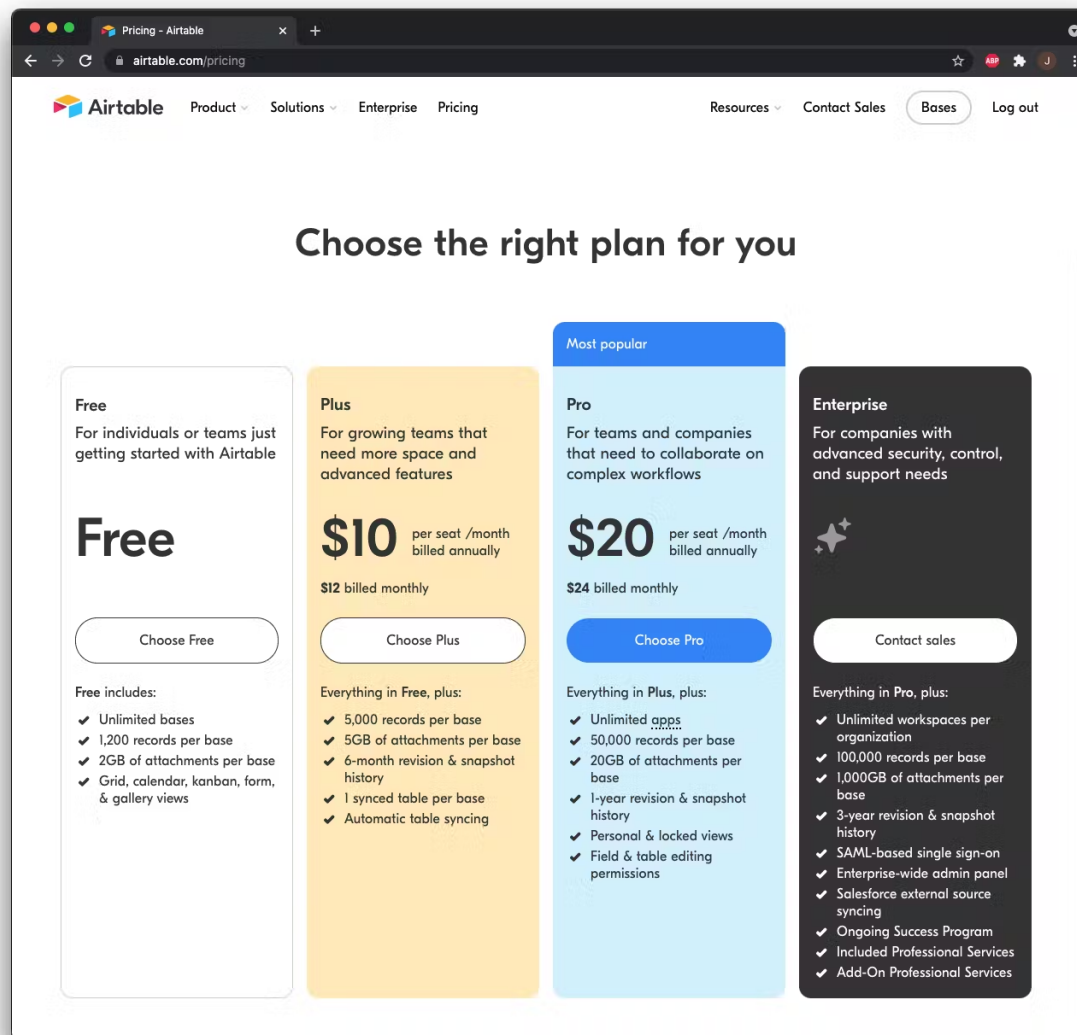 Pricing - Airtable
airtable.com/pricing
ABP
J
Airtable
Product
Solutions
Enterprise
Pricing
Resources
Contact Sales
Bases
Log out
Choose the right plan for you
Free
For individuals or teams just
getting started with Airtable
Free
Choose Free
Free includes:
Unlimited bases
1,200 records per base
2GB of attachments per base
Grid, calendar, kanban, form,
& gallery views
Plus
For growing teams that
need more space and
advanced features
$10
per seat /month
billed annually
$12 billed monthly
Choose Plus
Everything in Free, plus:
5,000 records per base
5GB of attachments per base
6-month revision & snapshot
history
1 synced table per base
Automatic table syncing
Most popular
Pro
For teams and companies
that need to collaborate on
complex workflows
$20
per seat /month
billed annually
$24 billed monthly
Choose Pro
Everything in Plus, plus:
Unlimited apps
50,000 records per base
20GB of attachments per
base
1-year revision & snapshot
history
Personal & locked views
Field & table editing
permissions
Enterprise
For companies with
advanced security, control,
and support needs
Contact sales
Everything in Pro, plus:
Unlimited workspaces per
organization
100,000 records per base
1,000GB of attachments per
base
3-year revision & snapshot
history
SAML-based single sign-on
Enterprise-wide admin panel
Salesforce external source
syncing
Ongoing Success Program
Included Professional Services
Add-On Professional Services